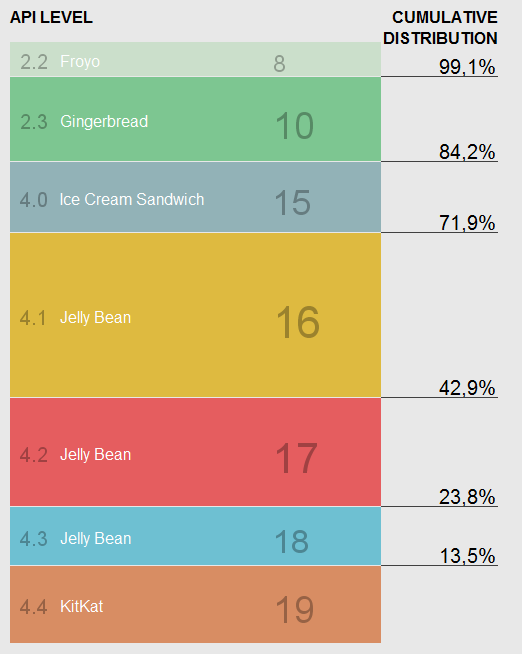 API LEVEL
CUMULATIVE
DISTRIBUTION
2.2 Froyo 8
99,1%
2.3 Gingerbread 10
84,2%
4.0 Ice Cream Sandwich 15
71,9%
4.1 Jelly Bean 16
42,9%
4.2 Jelly Bean 17
23,8%
4.3 Jelly Bean 18
13,5%
4.4 KitKat 19